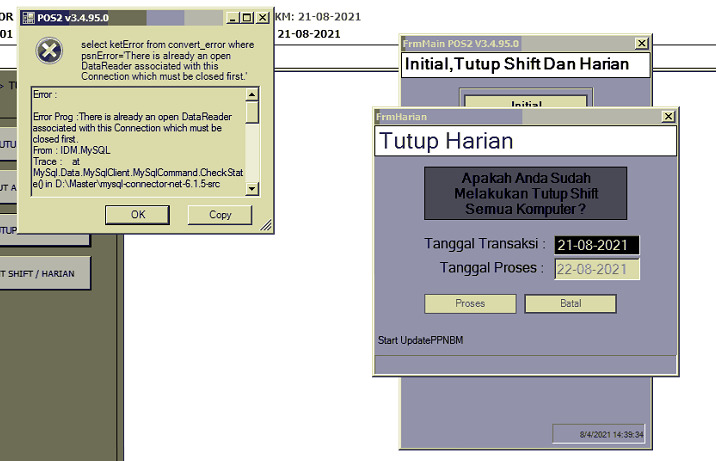 OR
01
KM: 21-08-2021
21-08-2021
POS2 v3.4.95.0
select ketError from convert_error where
psnError='There is already an open
DataReader associated with this
Connection which must be closed first.'
Error :
Error Prog :There is already an open DataReader
associated with this Connection which must be
closed first.
From : IDM.MySQL
Trace : at
MySql.Data.MySqlClient.MySqlCommand.CheckStat
e() in D:\Master\mysql-connector-net-6.1.5-src
OK
Copy
> TU
UTU
UT A
UTUP
UT SHIFT / HARIAN
FrmMain POS2 V3.4.95.0
Initial,Tutup Shift Dan Harian
Initial
FrmHarian
Tutup Harian
Apakah Anda Sudah
Melakukan Tutup Shift
Semua Komputer ?
Tanggal Transaksi : 21-08-2021
Tanggal Proses : 22-08-2021
Proses
Batal
Start UpdatePPNBM
8/4/2021 14:39:34